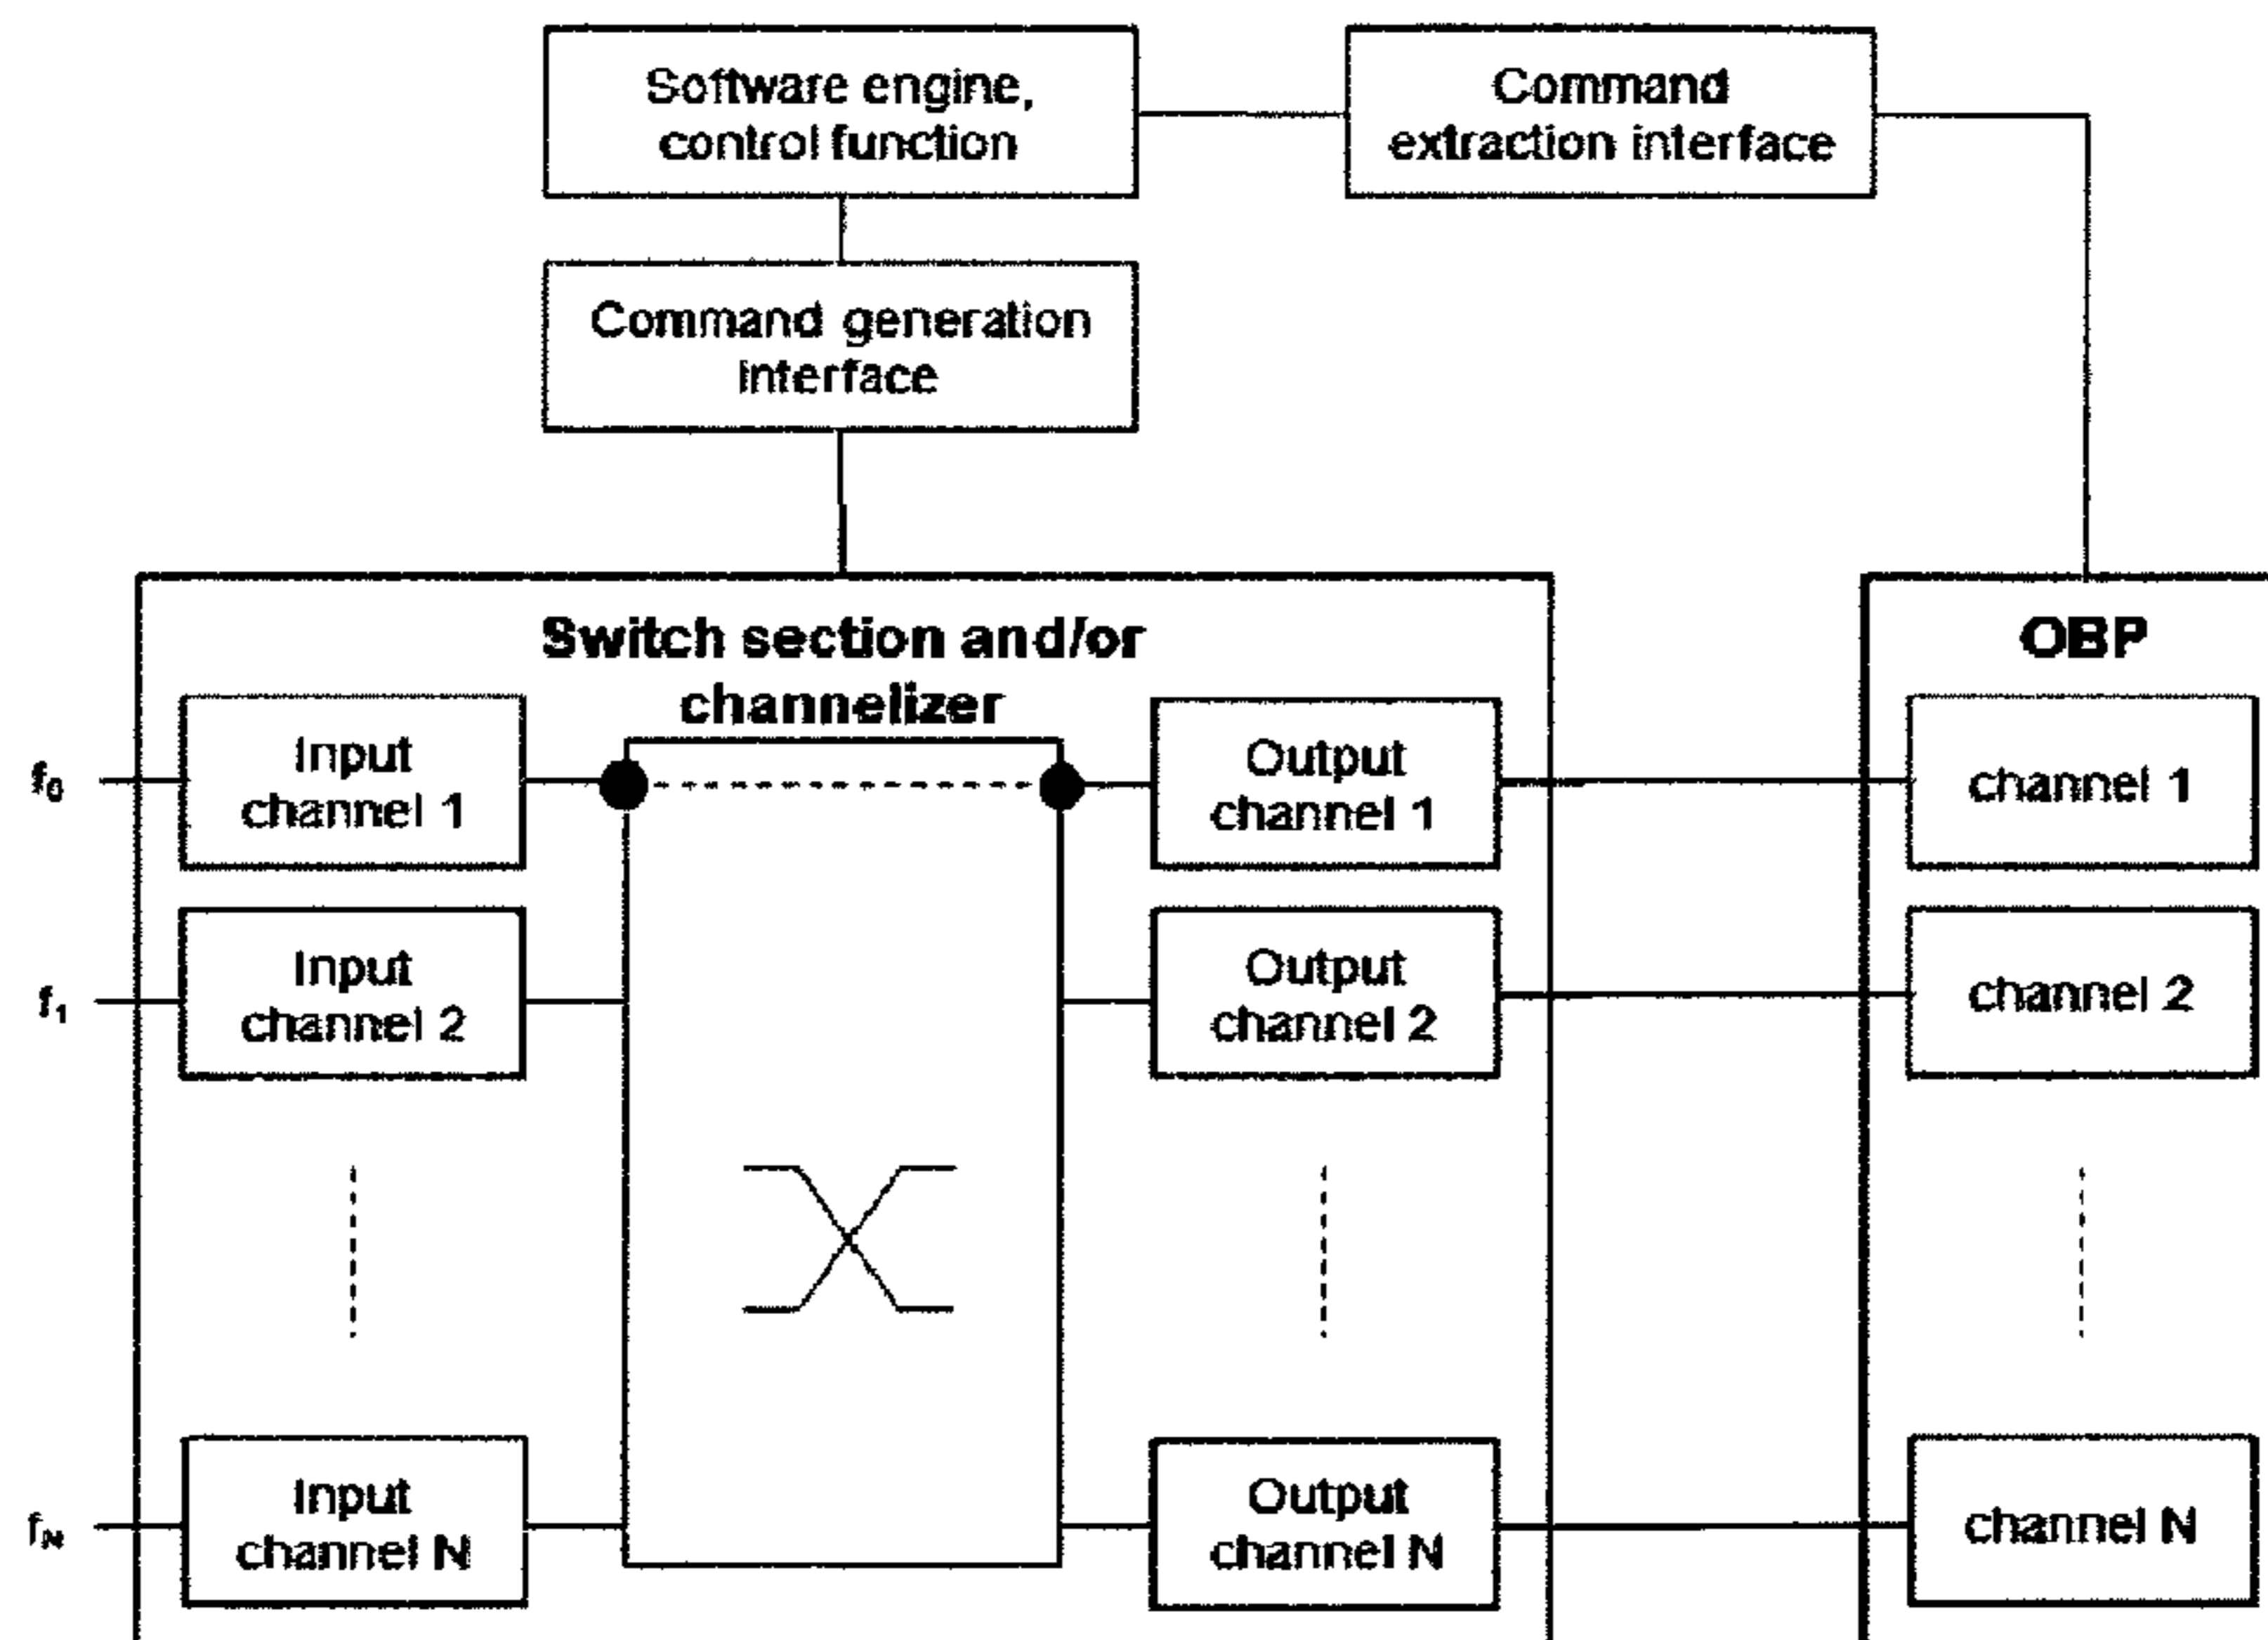 Software engine,
control function
Command
extraction interface
Command generation
interface
Switch section and/or
channelizer
OBP
f₀
Input
channel 1
Output
channel 1
channel 1
f₁
Input
channel 2
Output
channel 2
channel 2
f_N
Input
channel N
Output
channel N
channel N